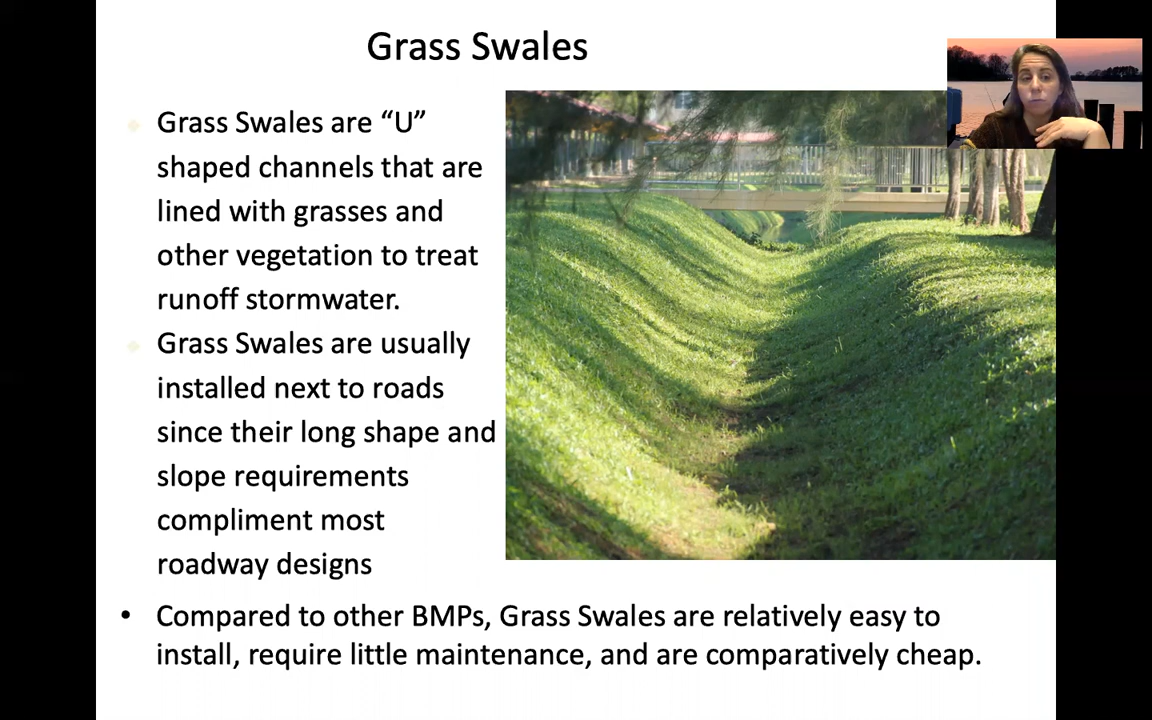 Grass Swales
Grass Swales are “U”
shaped channels that are
lined with grasses and
other vegetation to treat
runoff stormwater.
Grass Swales are usually
installed next to roads
since their long shape and
slope requirements
compliment most
roadway designs
• Compared to other BMPs, Grass Swales are relatively easy to
install, require little maintenance, and are comparatively cheap.